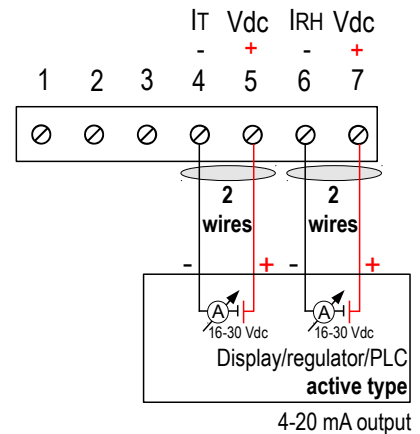 IT Vdc IRH Vdc
- + - +
1 2 3 4 5 6 7
2 2
wires wires
- + - +
A A
16-30 Vdc 16-30 Vdc
Display/regulator/PLC
active type
4-20 mA output